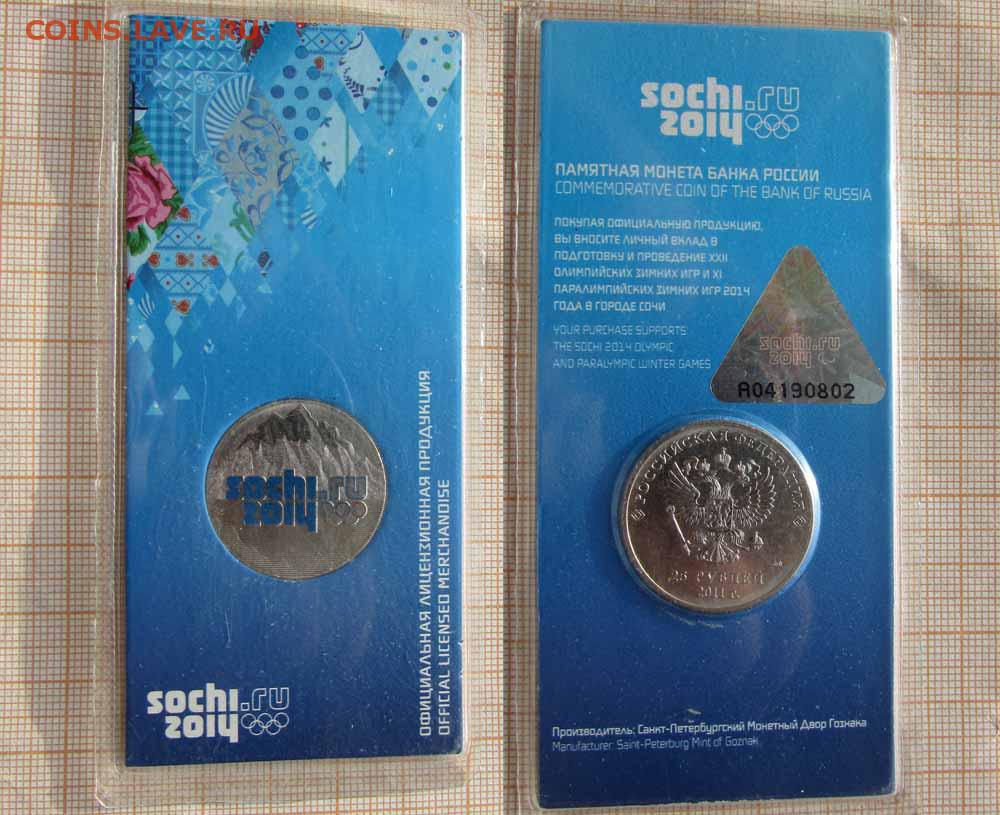 COINS.LAVE.RU
sochi.ru
2014
ОФИЦИАЛЬНАЯ ЛИЦЕНЗИОННАЯ ПРОДУКЦИЯ
OFFICIAL LICENSED MERCHANDISE
sochi.ru
2014
sochi.ru
2014
ПАМЯТНАЯ МОНЕТА БАНКА РОССИИ
COMMEMORATIVE COIN OF THE BANK OF RUSSIA
ПОКУПАЯ ОФИЦИАЛЬНУЮ ПРОДУКЦИЮ,
ВЫ ВНОСИТЕ ЛИЧНЫЙ ВКЛАД В
ПОДГОТОВКУ И ПРОВЕДЕНИЕ XXII
ОЛИМПИЙСКИХ ЗИМНИХ ИГР И XI
ПАРАЛИМПИЙСКИХ ЗИМНИХ ИГР 2014
ГОДА В ГОРОДЕ СОЧИ
YOUR PURCHASE SUPPORTS
THE SOCHI 2014 OLYMPIC
AND PARALYMPIC WINTER GAMES
sochi.ru
2014
A04190802
РОССИЙСКАЯ ФЕДЕРАЦИЯ
25 РУБЛЕЙ
2011 г.
Производитель: Санкт-Петербургский Монетный Двор Гознака
Manufacturer: Saint-Peterburg Mint of Goznak